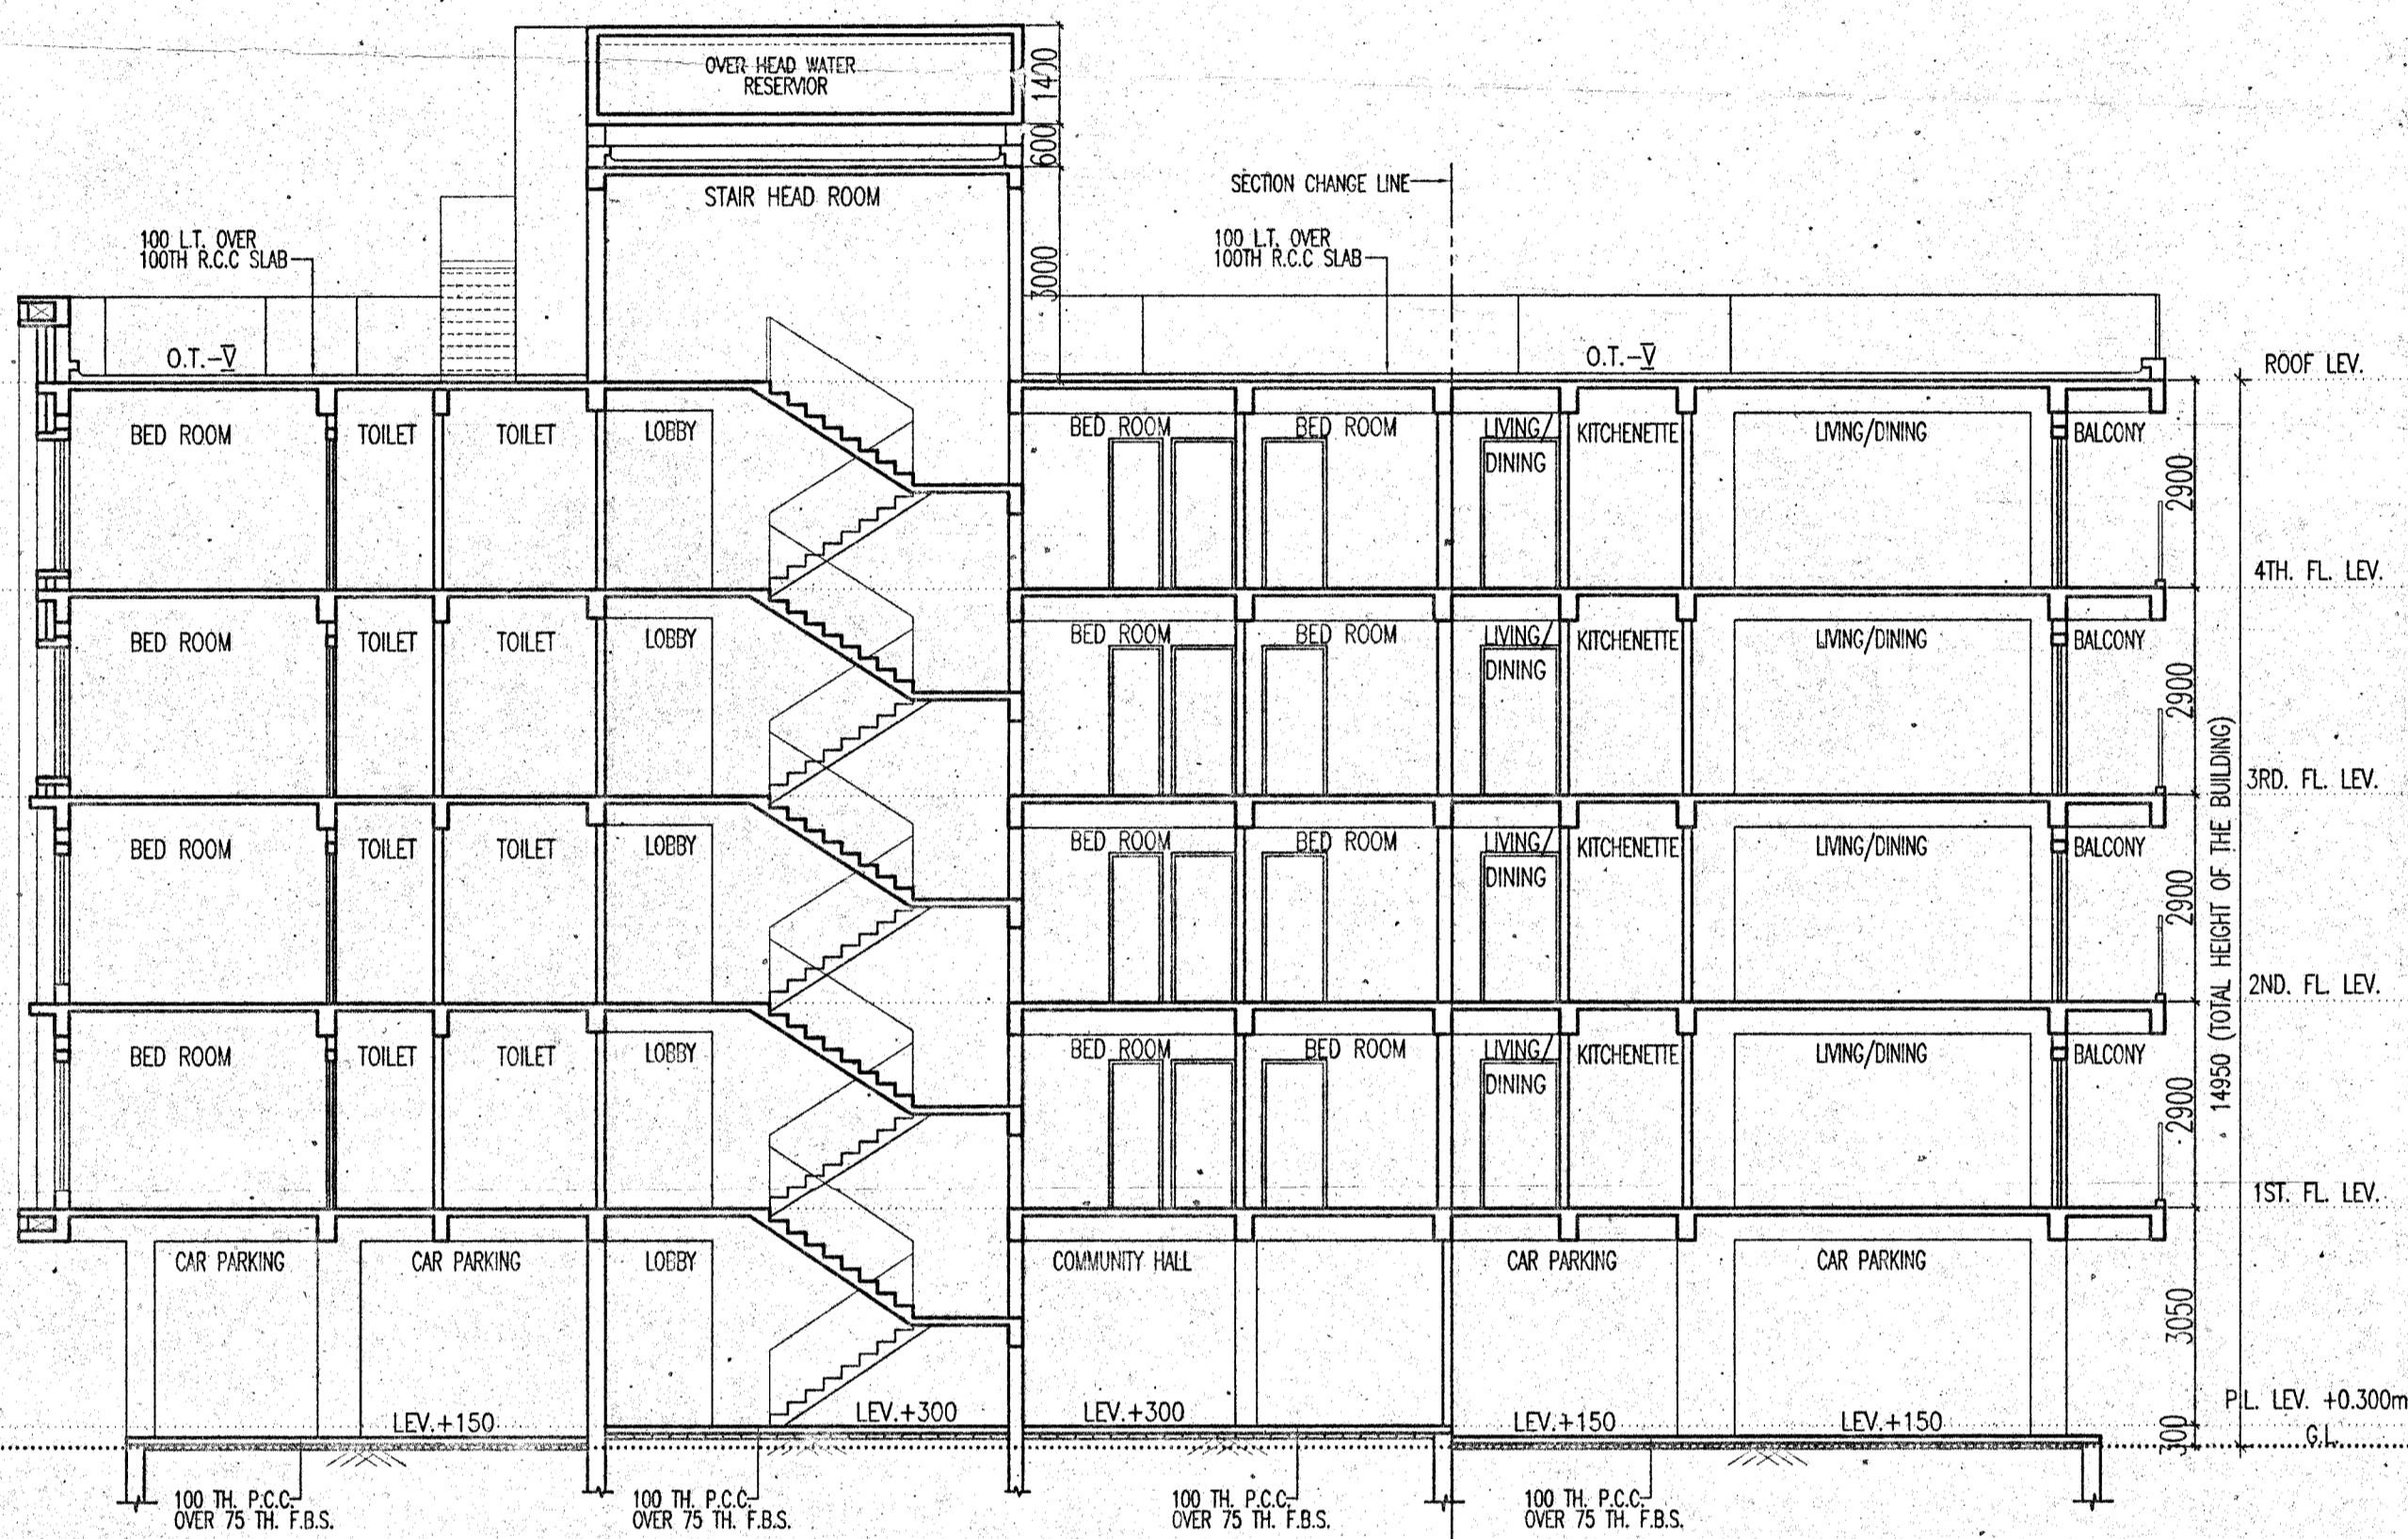 OVER HEAD WATER
RESERVIOR
1400
600
STAIR HEAD ROOM
3000
SECTION CHANGE LINE
100 L.T. OVER
100TH R.C.C SLAB
100 L.T. OVER
100TH R.C.C SLAB
O.T.-V
O.T.-V
ROOF LEV.
BED ROOM TOILET TOILET LOBBY BED ROOM BED ROOM LIVING/ KITCHENETTE LIVING/DINING BALCONY
DINING
2900
4TH. FL. LEV.
BED ROOM TOILET TOILET LOBBY BED ROOM BED ROOM LIVING/ KITCHENETTE LIVING/DINING BALCONY
DINING
2900
14950 (TOTAL HEIGHT OF THE BUILDING)
3RD. FL. LEV.
BED ROOM TOILET TOILET LOBBY BED ROOM BED ROOM LIVING/ KITCHENETTE LIVING/DINING BALCONY
DINING
2900
2ND. FL. LEV.
BED ROOM TOILET TOILET LOBBY BED ROOM BED ROOM LIVING/ KITCHENETTE LIVING/DINING BALCONY
DINING
2900
1ST. FL. LEV.
CAR PARKING CAR PARKING LOBBY COMMUNITY HALL CAR PARKING CAR PARKING
3050
LEV.+150 LEV.+300 LEV.+300 LEV.+150 LEV.+150
P.L. LEV. +0.300m
300
G.L.
100 TH. P.C.C.
OVER 75 TH. F.B.S.
100 TH. P.C.C.
OVER 75 TH. F.B.S.
100 TH. P.C.C.
OVER 75 TH. F.B.S.
100 TH. P.C.C.
OVER 75 TH. F.B.S.